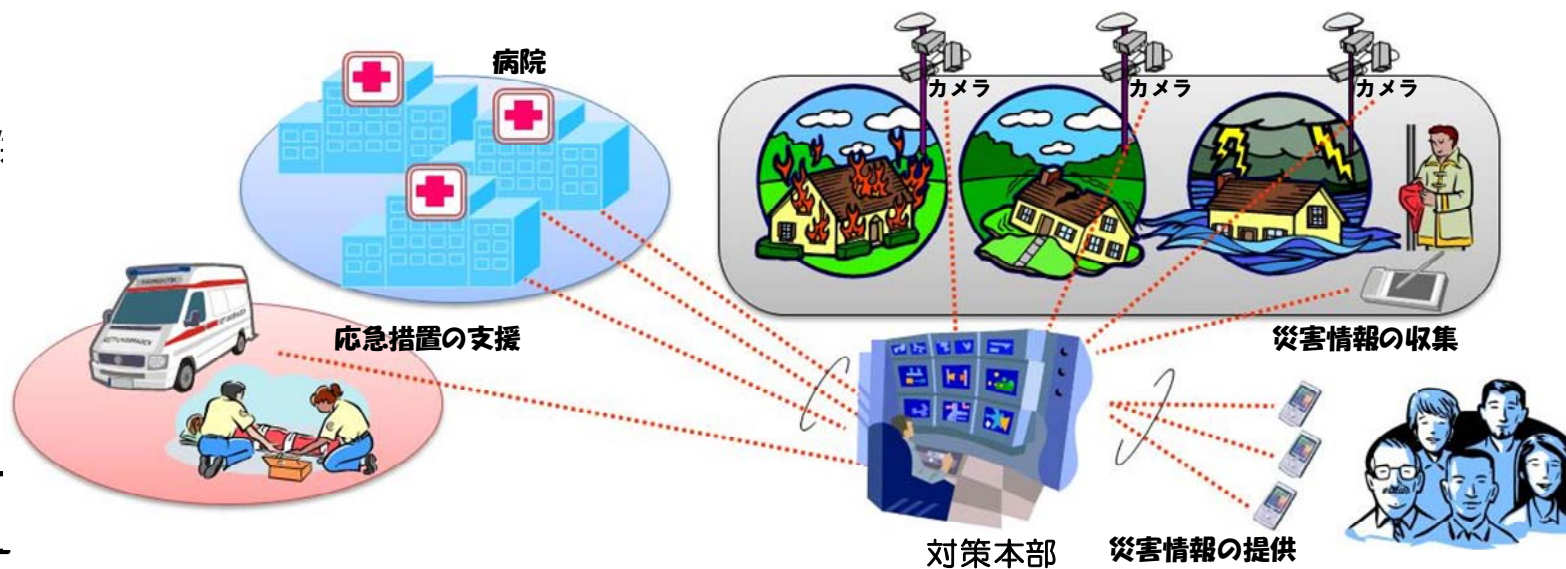 病院
カメラ
カメラ
カメラ
応急措置の支援
災害情報の収集
対策本部
災害情報の提供